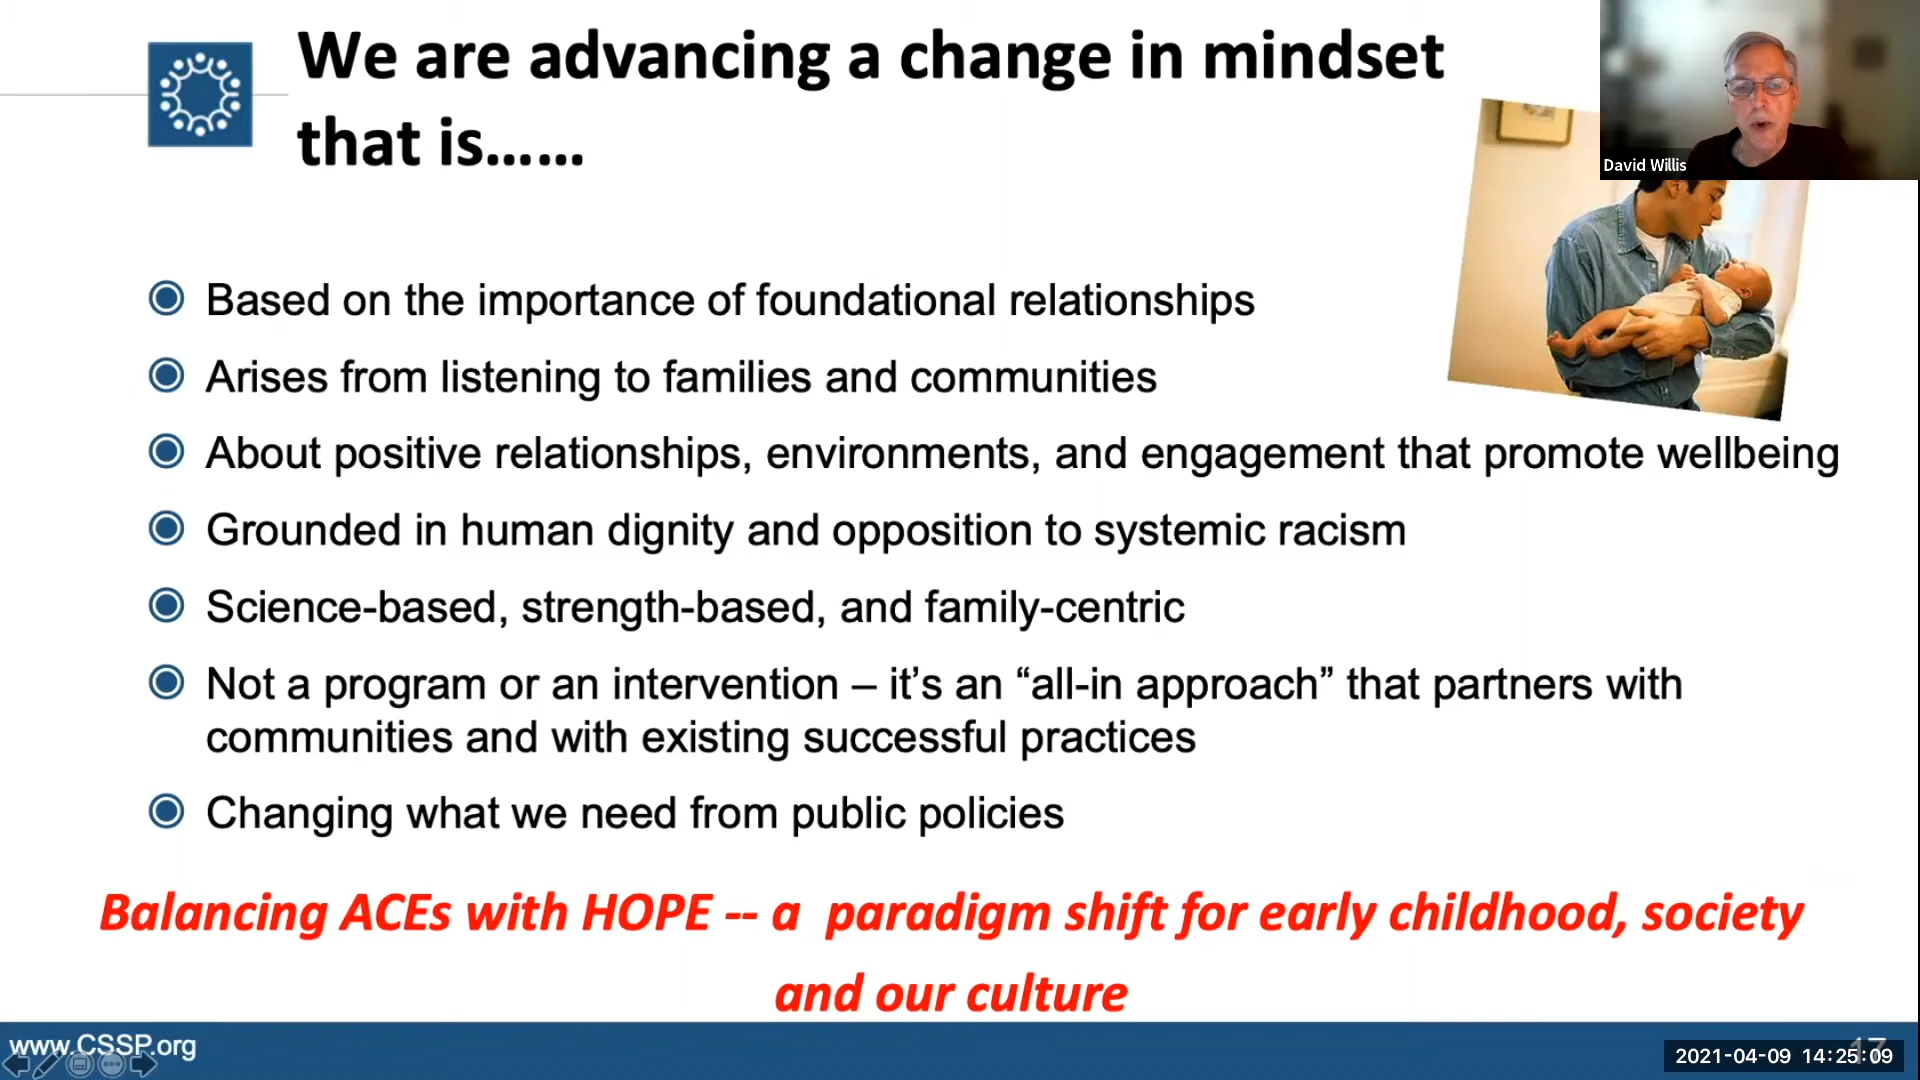 We are advancing a change in mindset
that is……
David Willis
Based on the importance of foundational relationships
Arises from listening to families and communities
About positive relationships, environments, and engagement that promote wellbeing
Grounded in human dignity and opposition to systemic racism
Science-based, strength-based, and family-centric
Not a program or an intervention – it’s an “all-in approach” that partners with
communities and with existing successful practices
Changing what we need from public policies
Balancing ACEs with HOPE -- a  paradigm shift for early childhood, society
and our culture
www.CSSP.org
17
2021-04-09 14:25:09